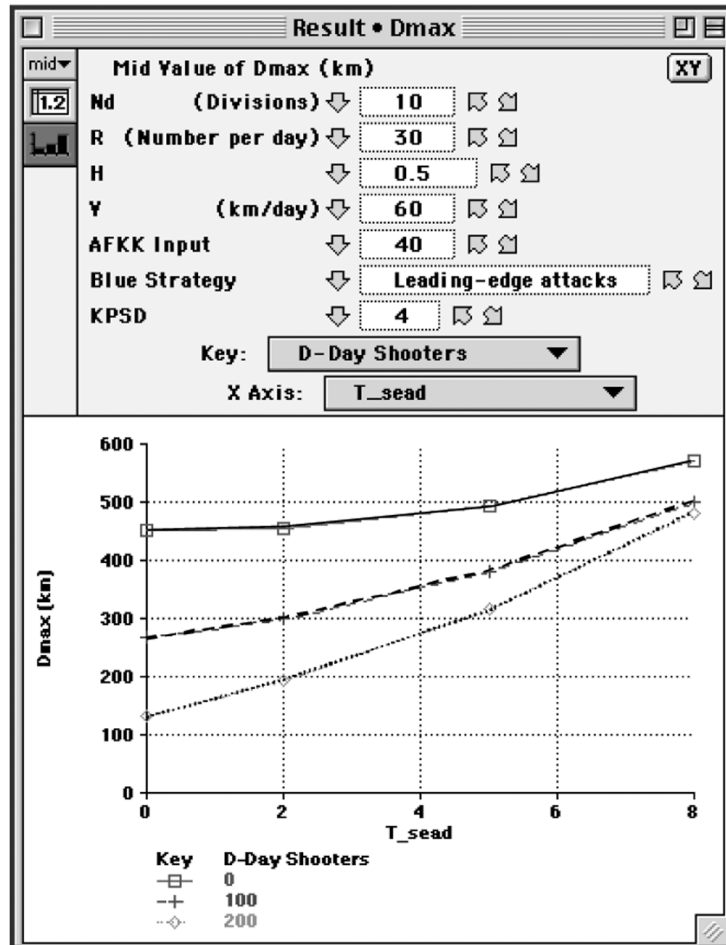 Result • Dmax
mid
Mid Value of Dmax (km)
XY
1.2
Nd (Divisions) 10
R (Number per day) 30
H 0.5
V (km/day) 60
AFKK Input 40
Blue Strategy Leading-edge attacks
KPSD 4
Key: D-Day Shooters
X Axis: T_sead
600
500
400
300
200
100
0
Dmax (km)
0 2 4 6 8
T_sead
Key D-Day Shooters
0
100
200